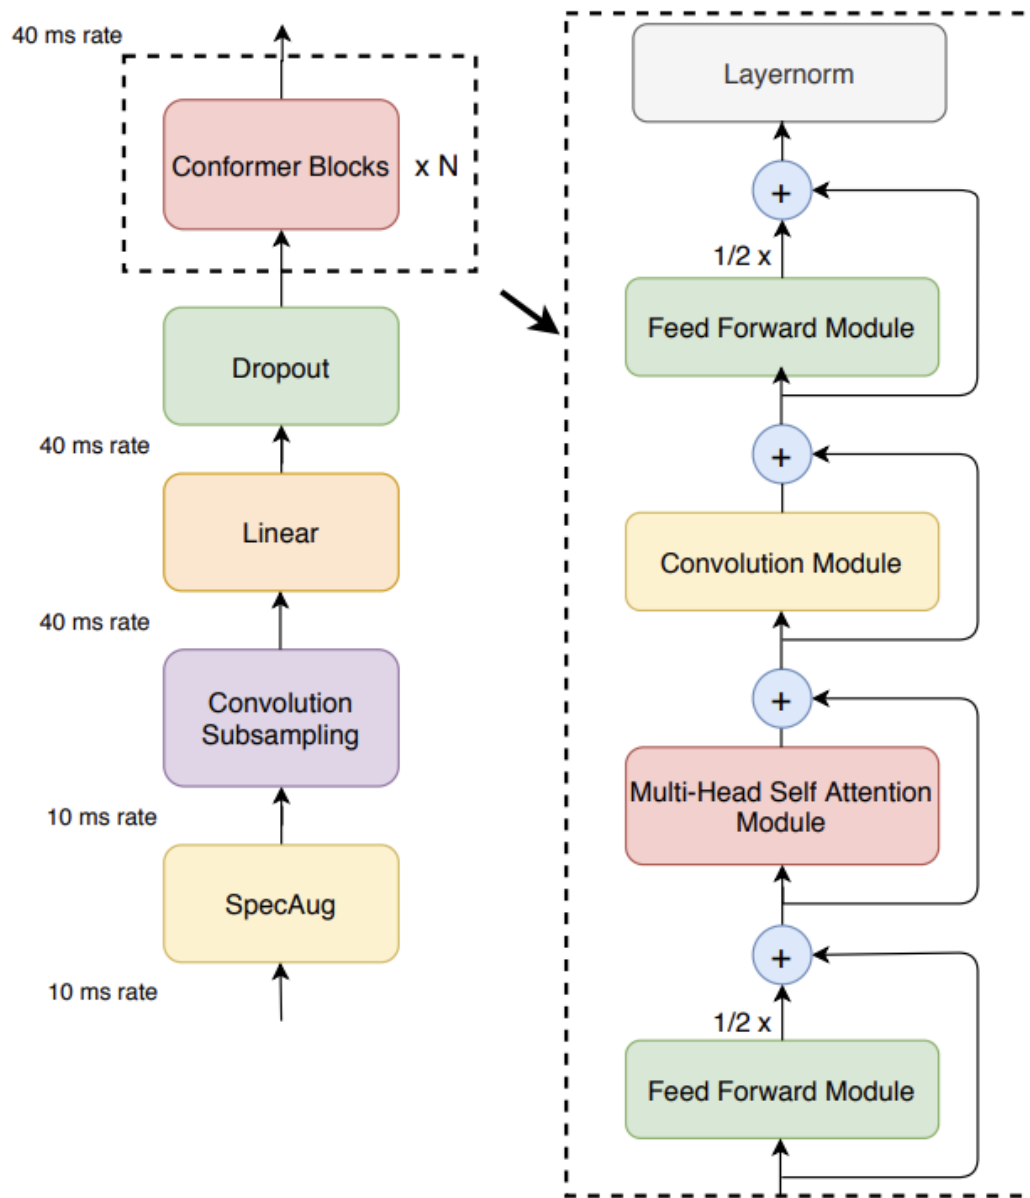 40 ms rate
Conformer Blocks
x N
Dropout
40 ms rate
Linear
40 ms rate
Convolution
Subsampling
10 ms rate
SpecAug
10 ms rate
Layernorm
+
1/2 x
Feed Forward Module
+
Convolution Module
+
Multi-Head Self Attention
Module
+
1/2 x
Feed Forward Module